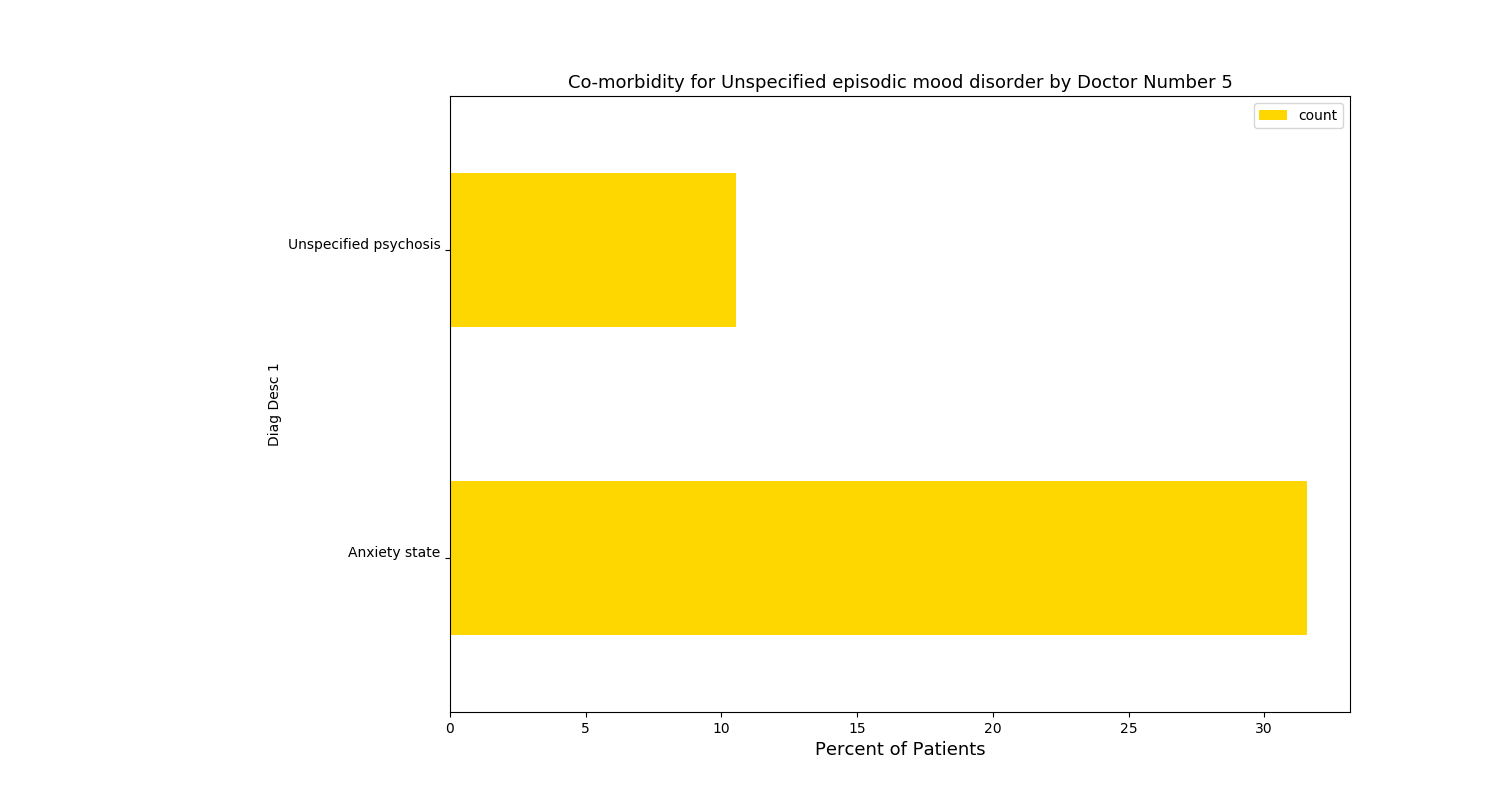 Co-morbidity for Unspecified episodic mood disorder by Doctor Number 5
count
Unspecified psychosis
Diag Desc 1
Anxiety state
0 5 10 15 20 25 30
Percent of Patients